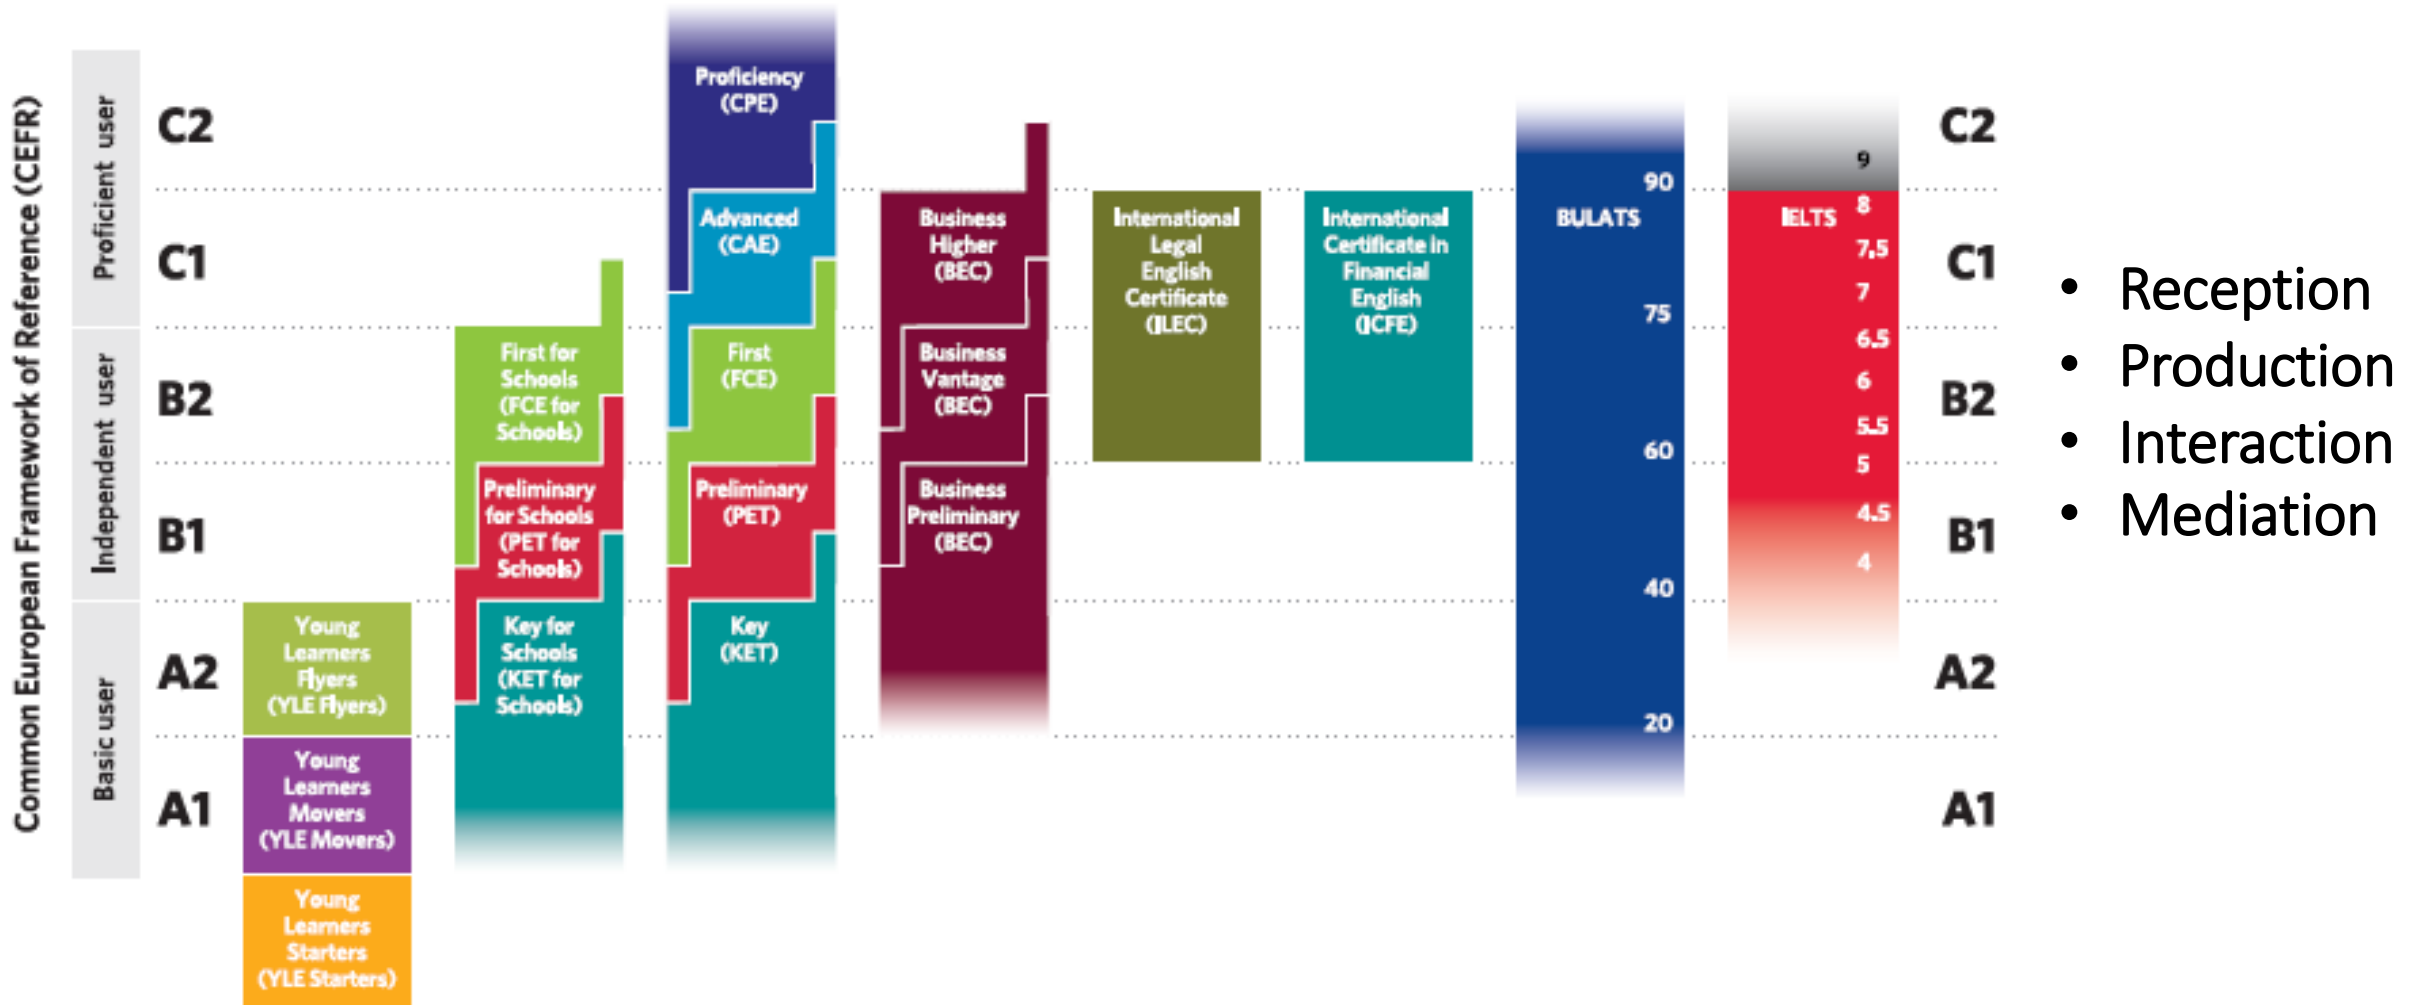 Common European Framework of Reference (CEFR)
Proficient user
Independent user
Basic user
C2
C1
B2
B1
A2
A1
Young
Learners
Flyers
(YLE Flyers)
Young
Learners
Movers
(YLE Movers)
Young
Learners
Starters
(YLE Starters)
First for
Schools
(FCE for
Schools)
Preliminary
for Schools
(PET for
Schools)
Key for
Schools
(KET for
Schools)
Proficiency
(CPE)
Advanced
(CAE)
First
(FCE)
Preliminary
(PET)
Key
(KET)
Business
Higher
(BEC)
Business
Vantage
(BEC)
Business
Preliminary
(BEC)
International
Legal
English
Certificate
(ILEC)
International
Certificate in
Financial
English
(ICFE)
BULATS
90
75
60
40
20
IELTS
9
8
7,5
7
6.5
6
5.5
5
4.5
4
C2
C1
B2
B1
A2
A1
• Reception
• Production
• Interaction
• Mediation